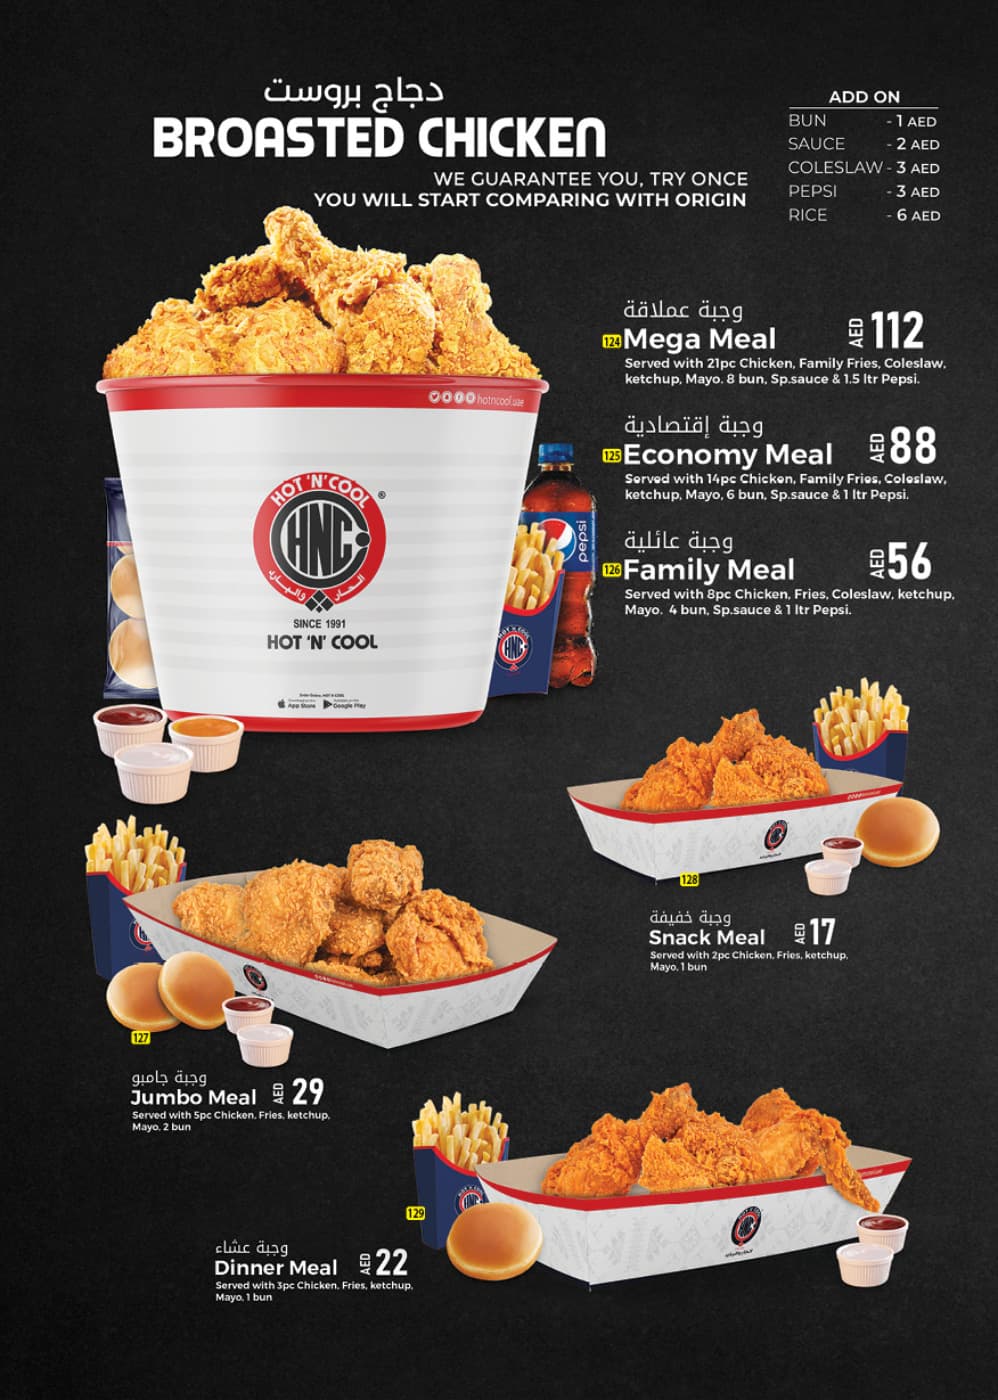 دجاج بروست
BROASTED CHICKEN
WE GUARANTEE YOU, TRY ONCE
YOU WILL START COMPARING WITH ORIGIN
ADD ON
BUN - 1 AED
SAUCE - 2 AED
COLESLAW - 3 AED
PEPSI - 3 AED
RICE - 6 AED
وجبة عملاقة
124 Mega Meal AED 112
Served with 21pc Chicken, Family Fries, Coleslaw,
ketchup, Mayo. 8 bun, Sp.sauce & 1.5 ltr Pepsi.
وجبة إقتصادية
125 Economy Meal AED 88
Served with 14pc Chicken, Family Fries, Coleslaw,
ketchup, Mayo, 6 bun, Sp.sauce & 1 ltr Pepsi.
وجبة عائلية
126 Family Meal AED 56
Served with 8pc Chicken, Fries, Coleslaw, ketchup,
Mayo. 4 bun, Sp.sauce & 1 ltr Pepsi.
hotncool.uae
HOT 'N' COOL
®
HNC
الحار والبارد
SINCE 1991
HOT 'N' COOL
App Store
Google Play
pepsi
HNC
128
وجبة خفيفة
Snack Meal AED 17
Served with 2pc Chicken, Fries, ketchup,
Mayo. 1 bun
127
وجبة جامبو
Jumbo Meal AED 29
Served with 5pc Chicken, Fries, ketchup,
Mayo. 2 bun
129
وجبة عشاء
Dinner Meal AED 22
Served with 3pc Chicken, Fries, ketchup,
Mayo, 1 bun